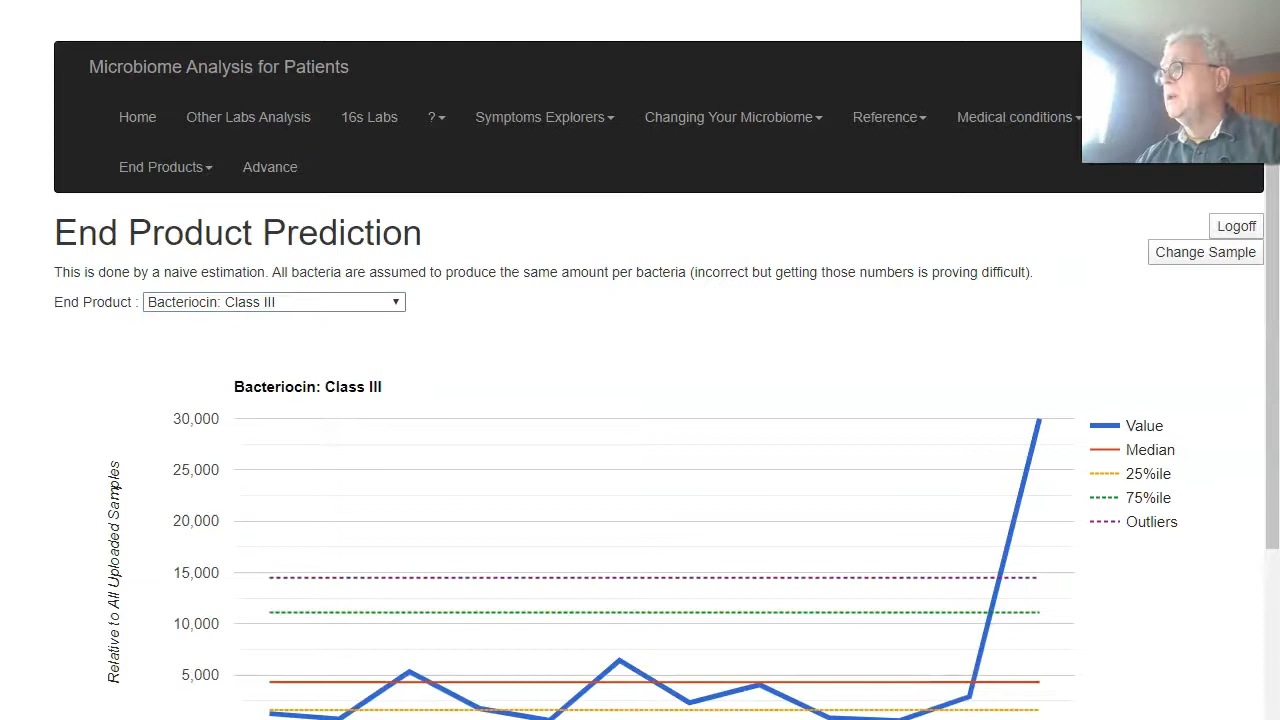 Microbiome Analysis for Patients
Home Other Labs Analysis 16s Labs ? Symptoms Explorers Changing Your Microbiome Reference Medical conditions
End Products Advance
End Product Prediction
Logoff
Change Sample
This is done by a naive estimation. All bacteria are assumed to produce the same amount per bacteria (incorrect but getting those numbers is proving difficult).
End Product : Bacteriocin: Class III
Bacteriocin: Class III
30,000
25,000
20,000
15,000
10,000
5,000
Relative to All Uploaded Samples
Value
Median
25%ile
75%ile
Outliers